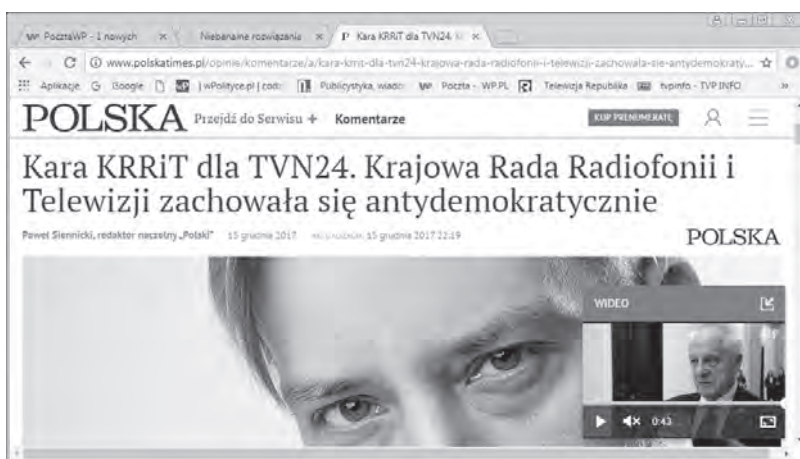 WP PocztaWP - 1 nowych
Niebanalne rozwiązania
P Kara KRRiT dla TVN24.
www.polskatimes.pl/opinie/komentarze/a/kara-krrit-dla-tvn24-krajowa-rada-radiofonii-i-telewizji-zachowala-sie-antydemokraty...
Aplikacje G Google wPolityce.pl | codz Publicystyka, wiado Poczta - WP.PL Telewizja Republika tvpinfo - TVP INFO »
POLSKA Przejdź do Serwisu + Komentarze KUP PRENUMERATĘ
Kara KRRiT dla TVN24. Krajowa Rada Radiofonii i
Telewizji zachowała się antydemokratycznie
Paweł Siennicki, redaktor naczelny „Polski" 15 grudnia 2017 15 grudnia 2017 22:19
POLSKA
WIDEO
0:43